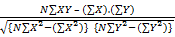 N∑XY − (∑X).(∑Y)
√{N∑X²−(∑X²)} {N∑Y²−(∑Y²)}